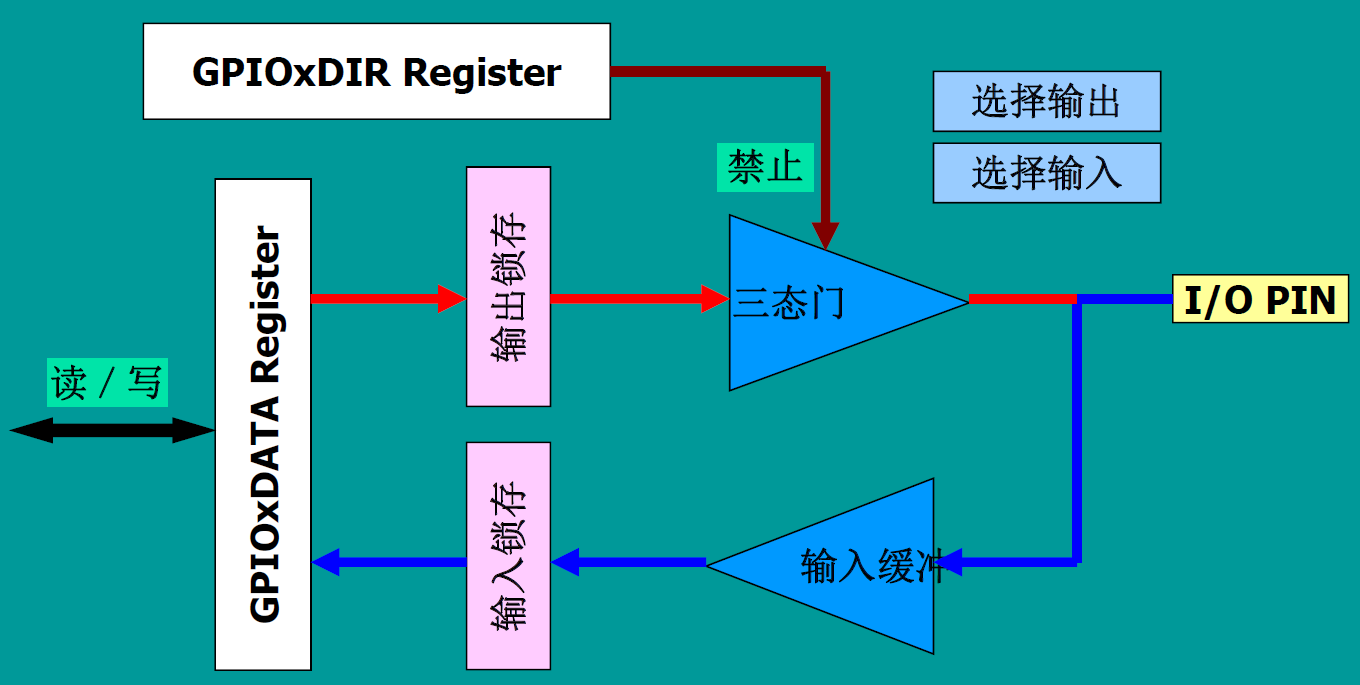 GPIOxDIR Register
选择输出
选择输入
禁止
读／写
GPIOxDATA Register
输出锁存
三态门
I/O PIN
输入锁存
输入缓冲